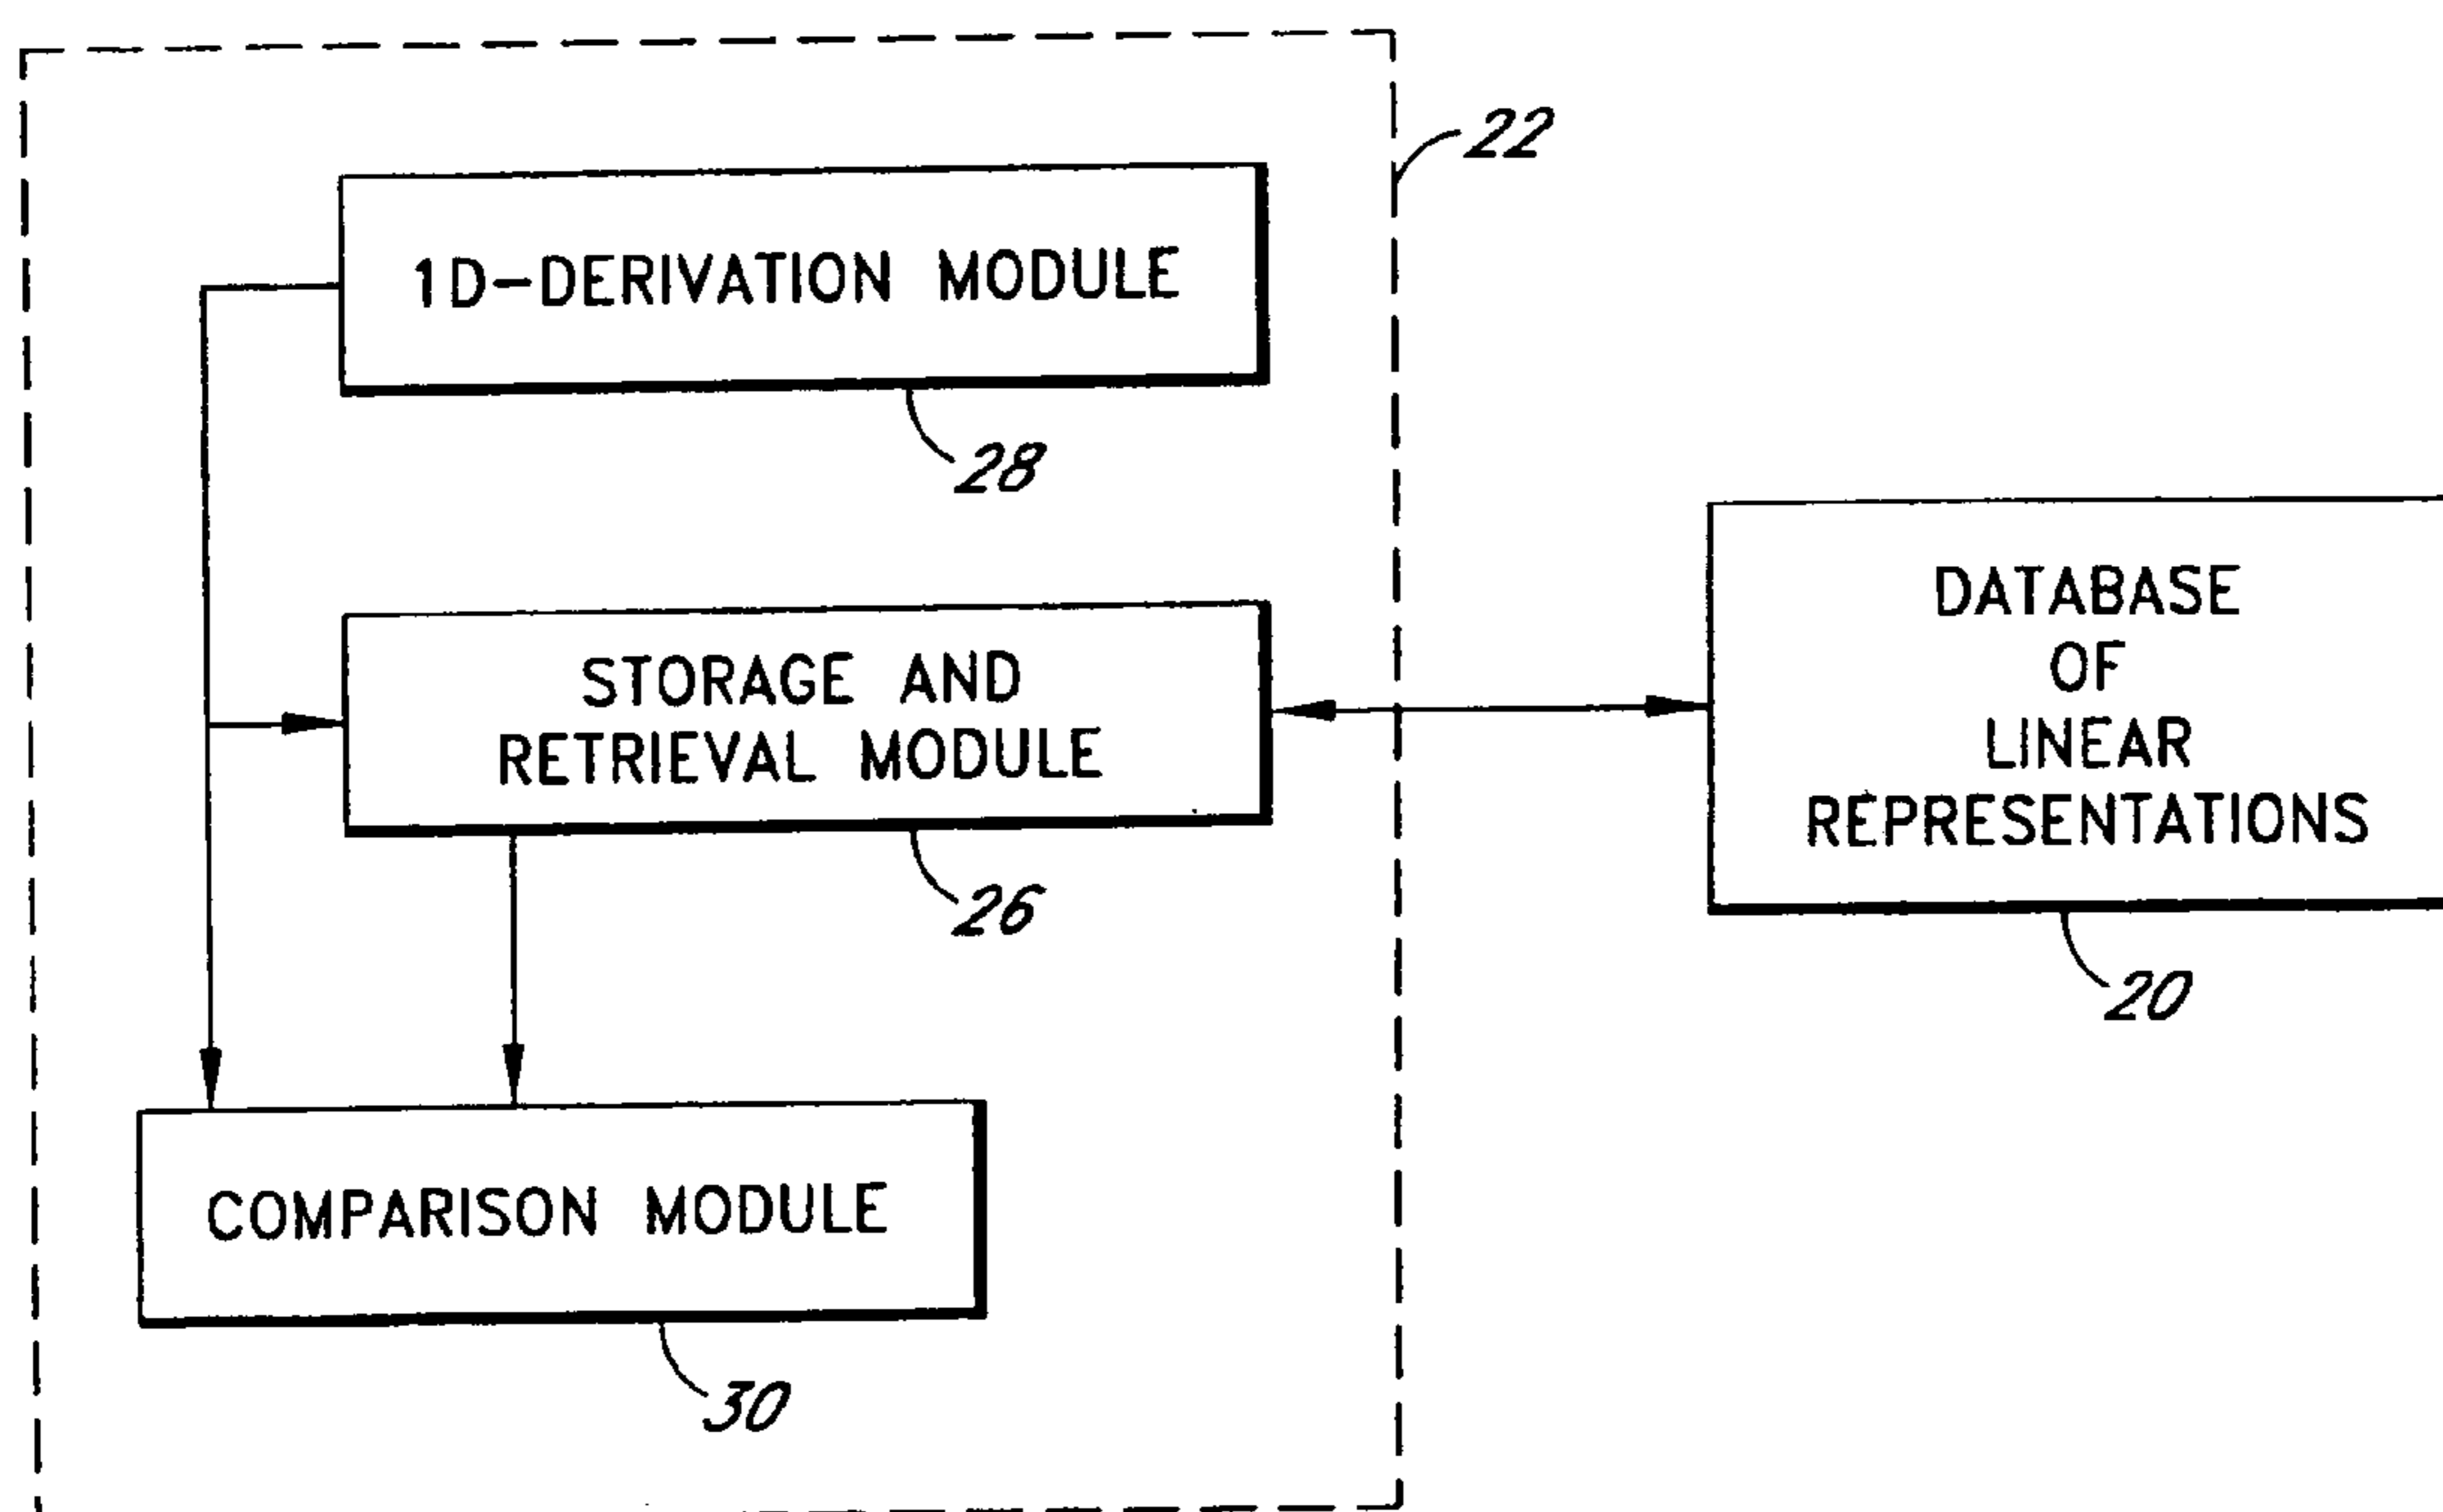 22
1D-DERIVATION MODULE
28
STORAGE AND
RETRIEVAL MODULE
26
DATABASE
OF
LINEAR
REPRESENTATIONS
20
COMPARISON MODULE
30